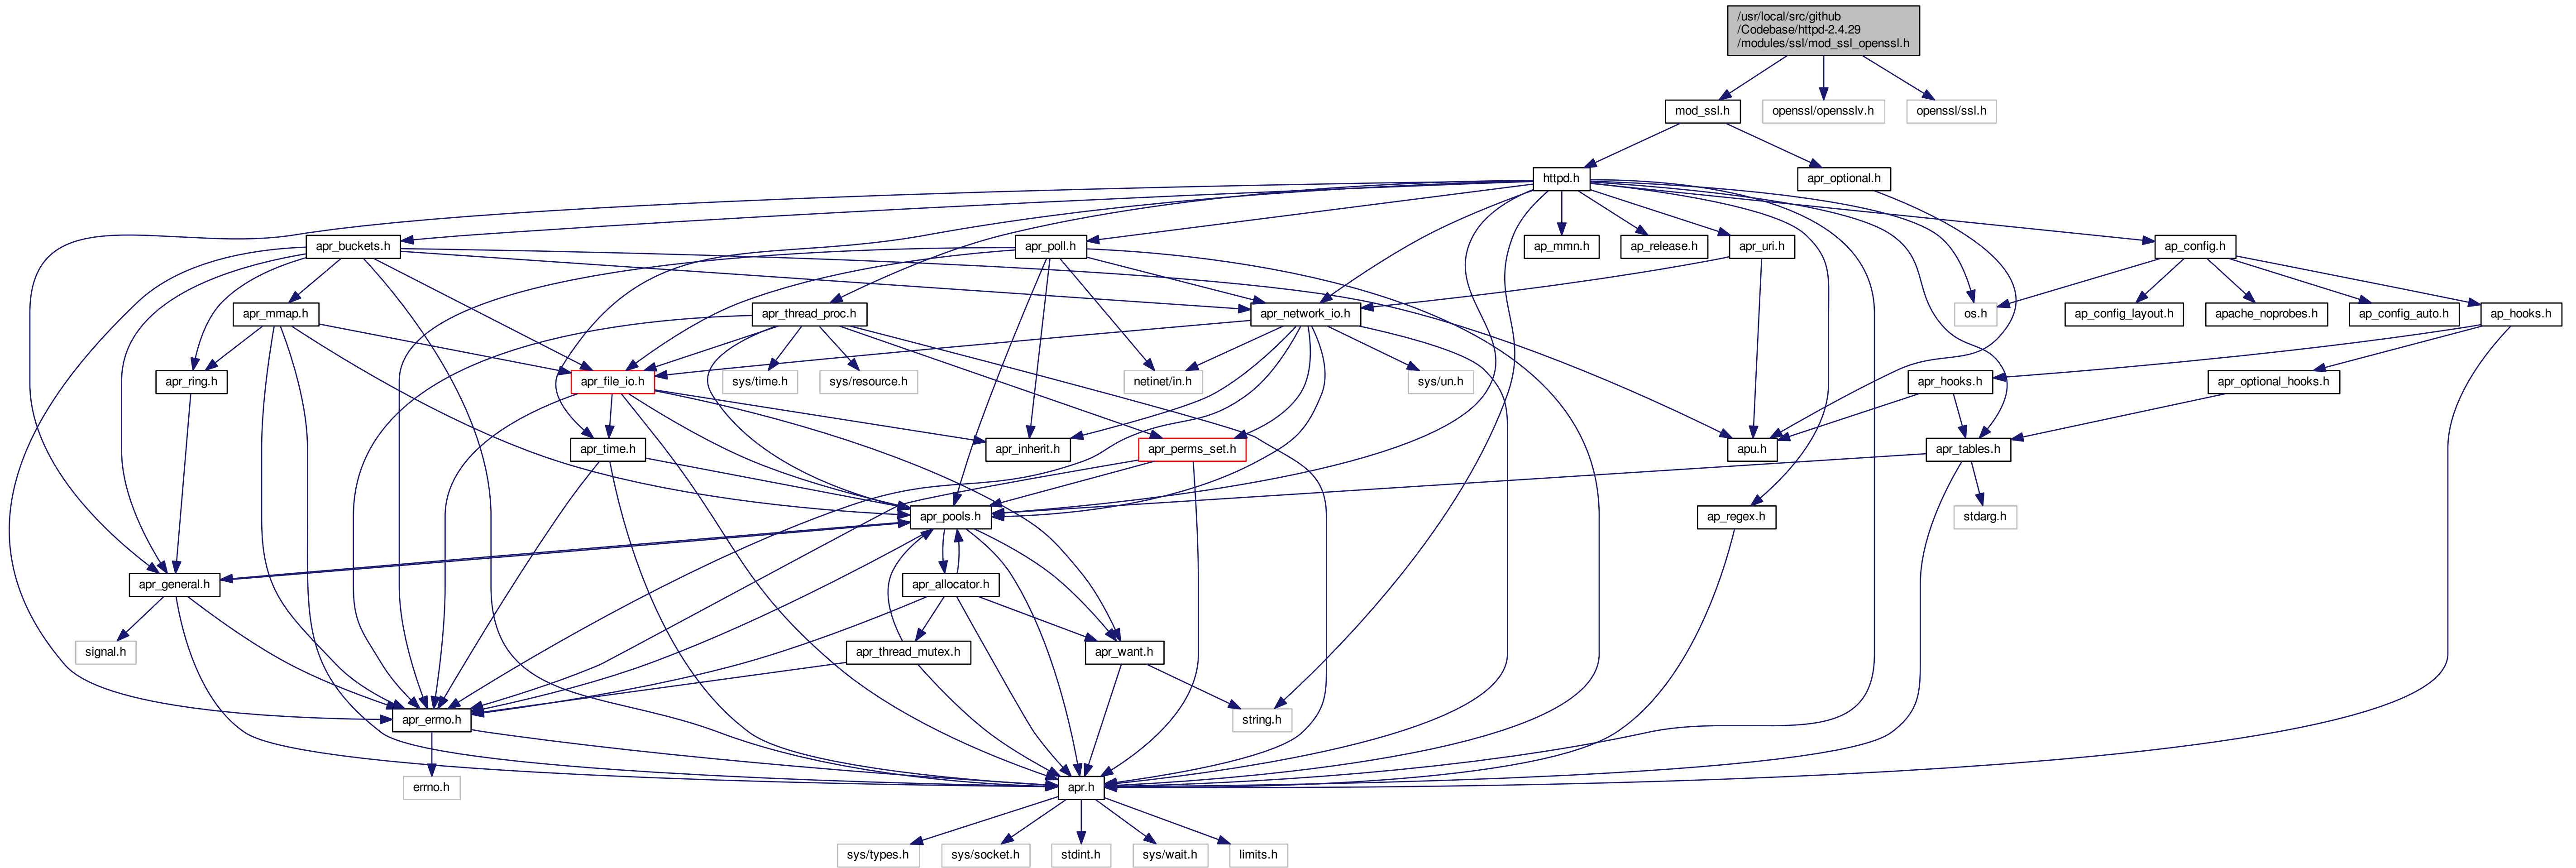 /usr/local/src/github
/Codebase/httpd-2.4.29
/modules/ssl/mod_ssl_openssl.h
mod_ssl.h
openssl/opensslv.h
openssl/ssl.h
httpd.h
apr_optional.h
apr_buckets.h
apr_poll.h
ap_mmn.h
ap_release.h
apr_uri.h
ap_config.h
apr_mmap.h
apr_thread_proc.h
apr_network_io.h
os.h
ap_config_layout.h
apache_noprobes.h
ap_config_auto.h
ap_hooks.h
apr_ring.h
apr_file_io.h
sys/time.h
sys/resource.h
netinet/in.h
sys/un.h
apr_hooks.h
apr_optional_hooks.h
apr_time.h
apr_inherit.h
apr_perms_set.h
apu.h
apr_tables.h
apr_pools.h
ap_regex.h
stdarg.h
apr_general.h
apr_allocator.h
signal.h
apr_thread_mutex.h
apr_want.h
apr_errno.h
string.h
errno.h
apr.h
sys/types.h
sys/socket.h
stdint.h
sys/wait.h
limits.h